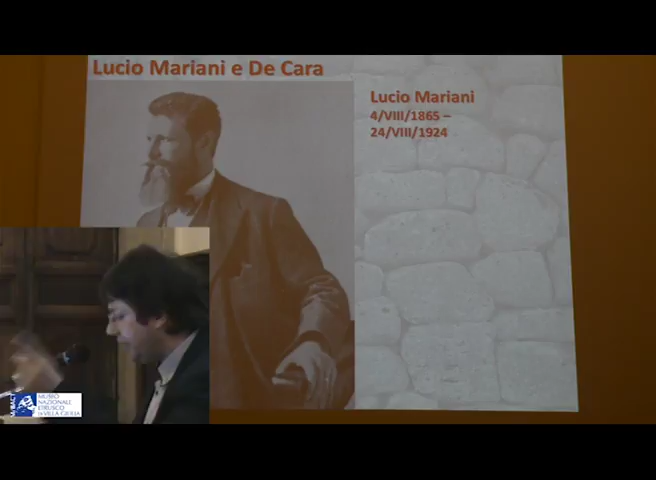 Lucio Mariani e De Cara
Lucio Mariani
4/VIII/1865 –
24/VIII/1924
MUSEO
NAZIONALE
ETRUSCO
DI VILLA GIULIA